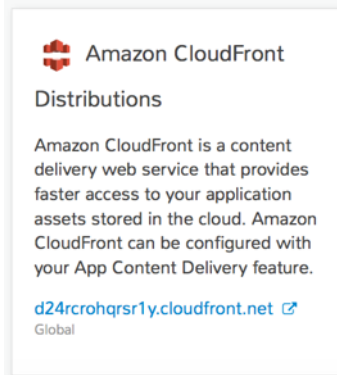 Amazon CloudFront
Distributions
Amazon CloudFront is a content
delivery web service that provides
faster access to your application
assets stored in the cloud. Amazon
CloudFront can be configured with
your App Content Delivery feature.
d24rcrohqrsr1y.cloudfront.net
Global